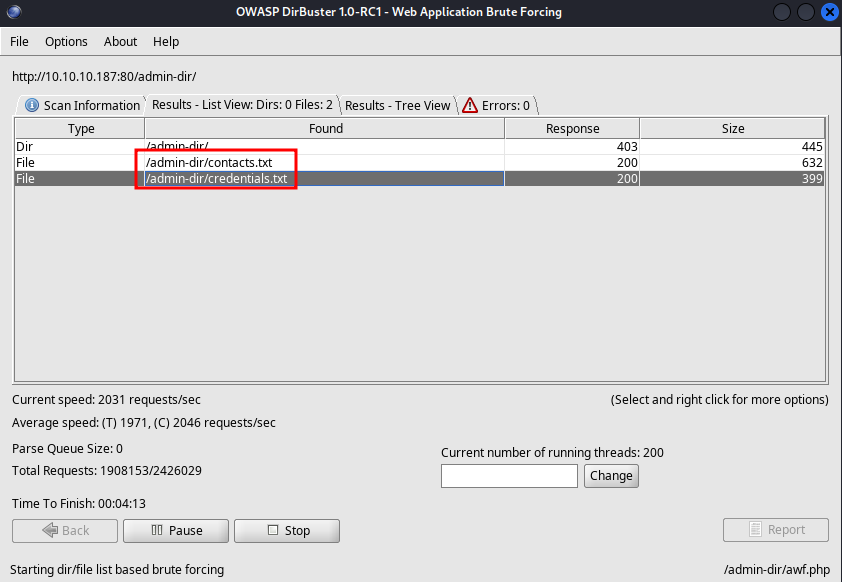 OWASP DirBuster 1.0-RC1 - Web Application Brute Forcing
File Options About Help
http://10.10.10.187:80/admin-dir/
Scan Information Results - List View: Dirs: 0 Files: 2 Results - Tree View Errors: 0
Type Found Response Size
Dir /admin-dir/ 403 445
File /admin-dir/contacts.txt 200 632
File /admin-dir/credentials.txt 200 399
Current speed: 2031 requests/sec (Select and right click for more options)
Average speed: (T) 1971, (C) 2046 requests/sec
Parse Queue Size: 0
Current number of running threads: 200
Total Requests: 1908153/2426029
Change
Time To Finish: 00:04:13
Back Pause Stop Report
Starting dir/file list based brute forcing /admin-dir/awf.php